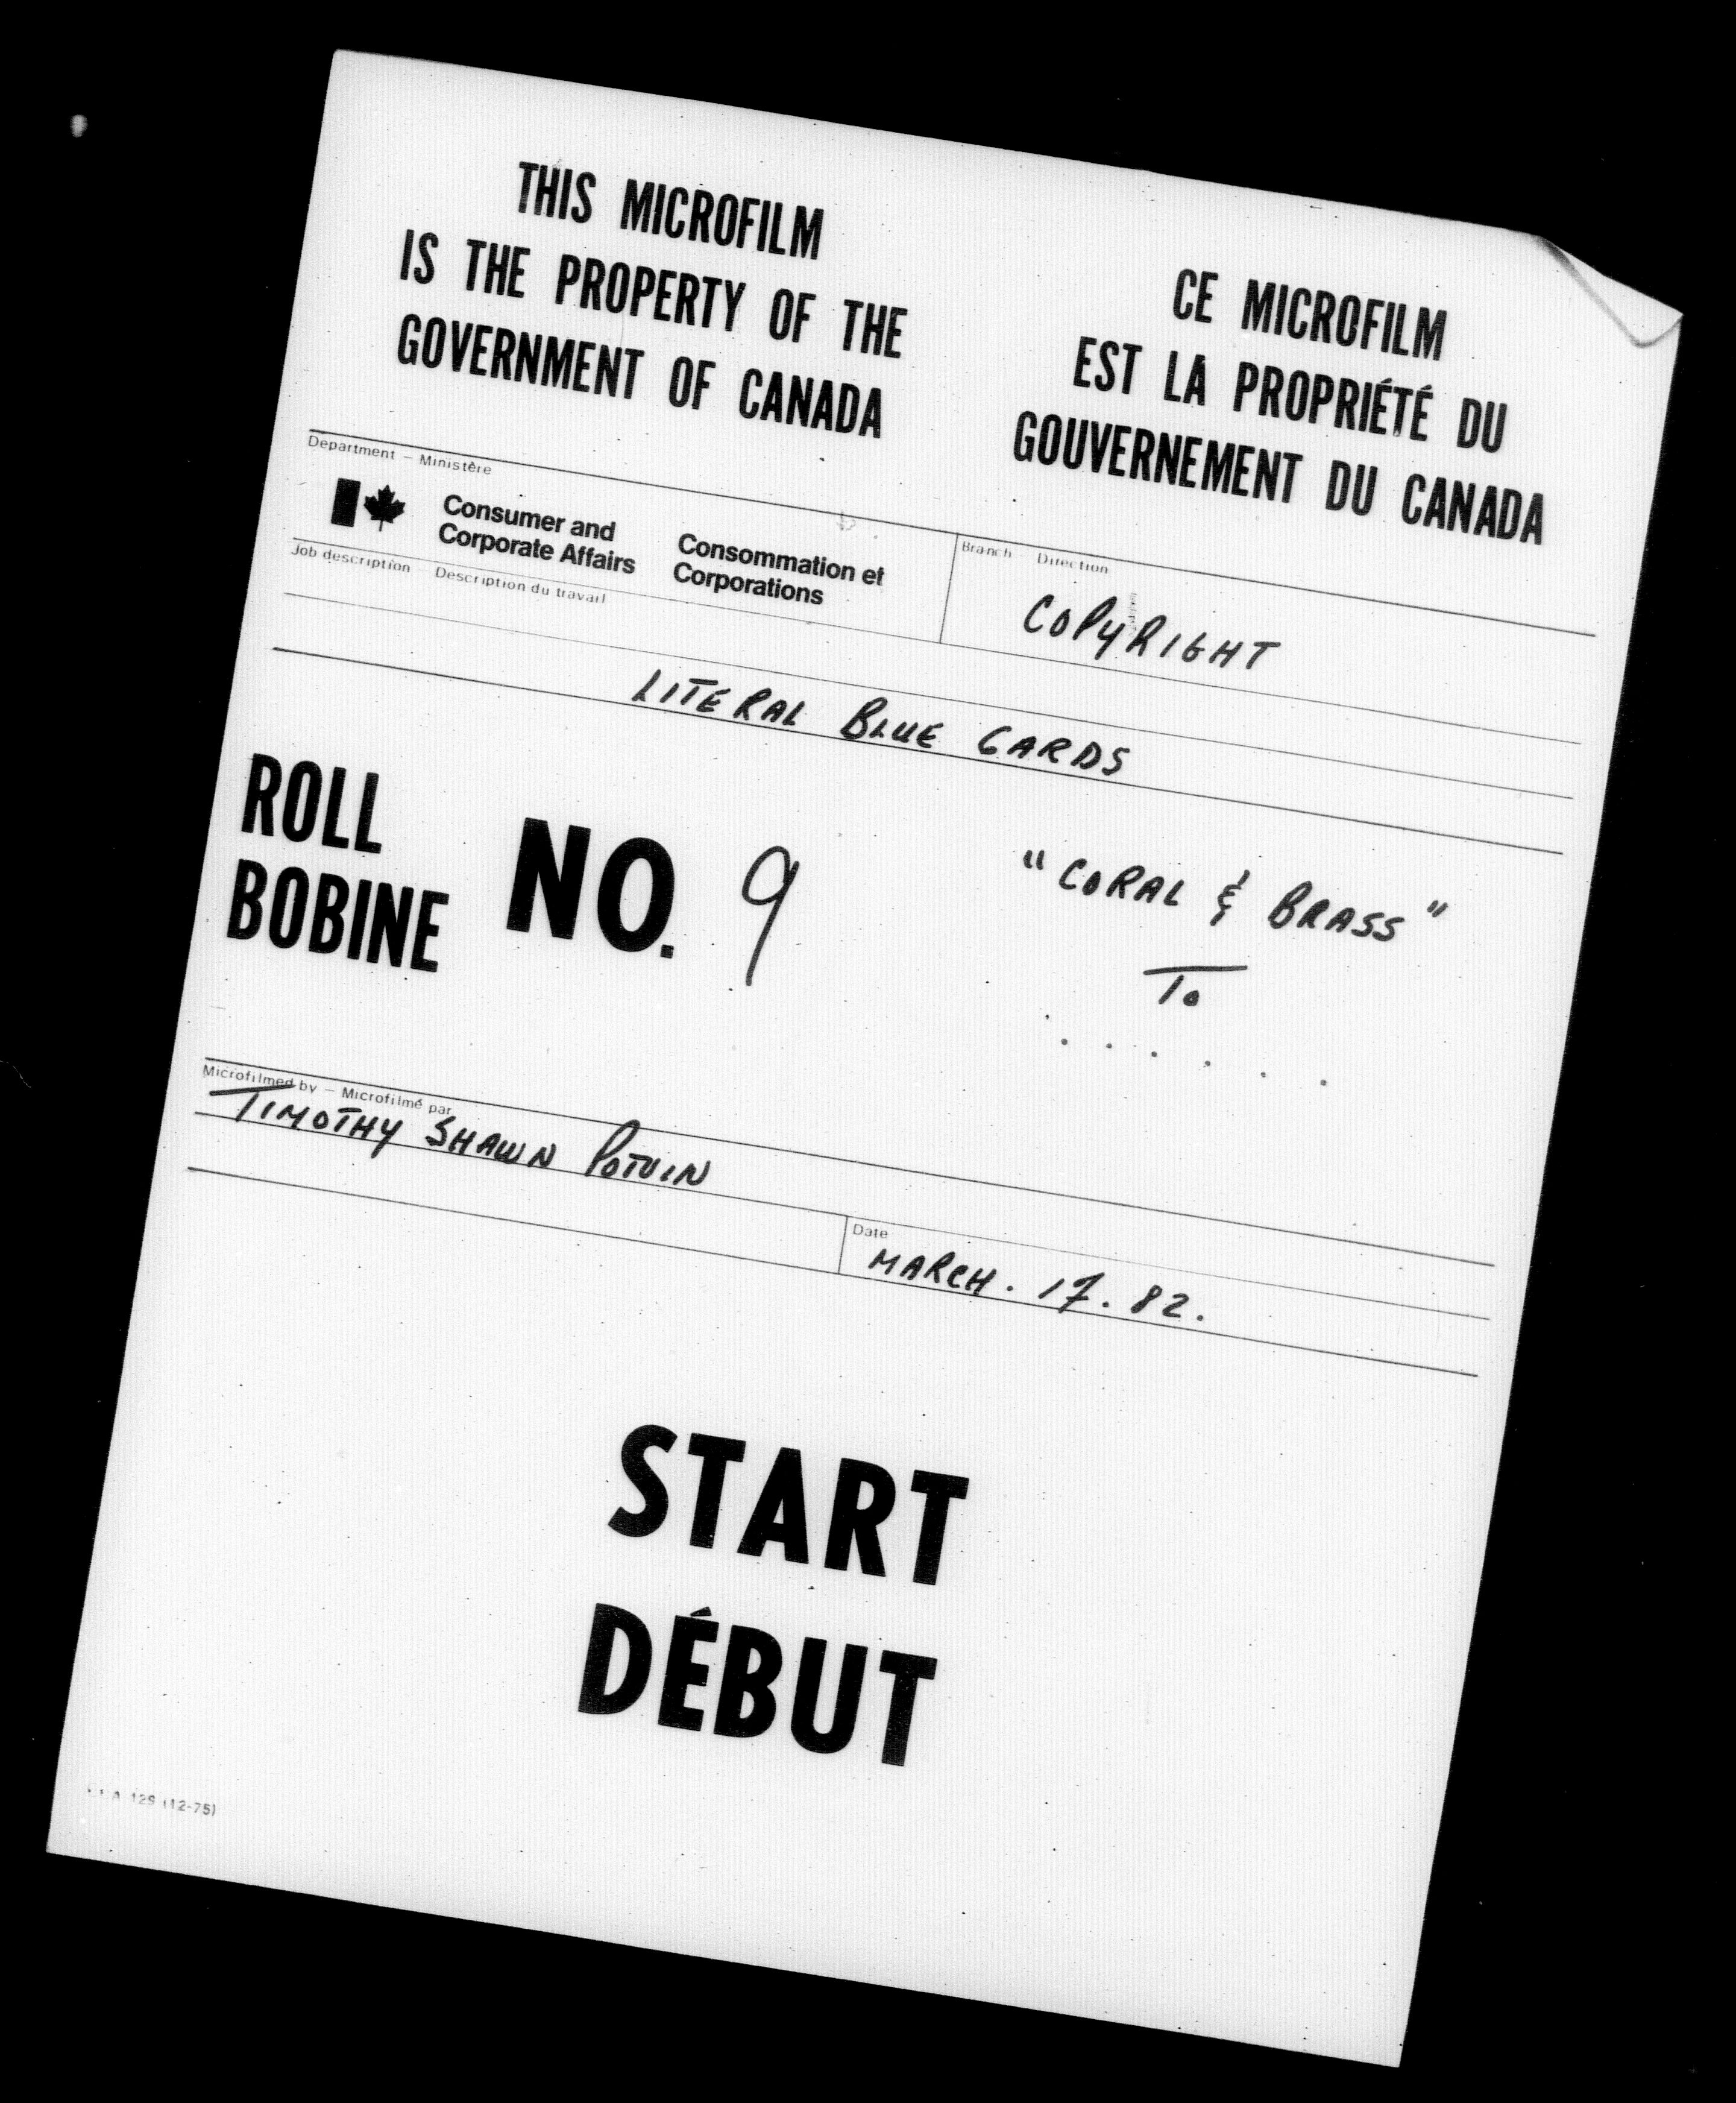 THIS MICROFILM
IS THE PROPERTY OF THE
GOVERNMENT OF CANADA
CE MICROFILM
EST LA PROPRIÉTÉ DU
GOUVERNEMENT DU CANADA
Department – Ministère
Consumer and
Corporate Affairs
Consommation et
Corporations
Branch Direction
COPYRIGHT
Job description Description du travail
LITERAL BLUE CARDS
ROLL
BOBINE
NO. 9
"CORAL & BRASS"
To
. . . . . .
Microfilmed by – Microfilmé par
TIMOTHY SHAWN POTVIN
Date
MARCH. 17. 82.
START
DÉBUT
129 (12-75)